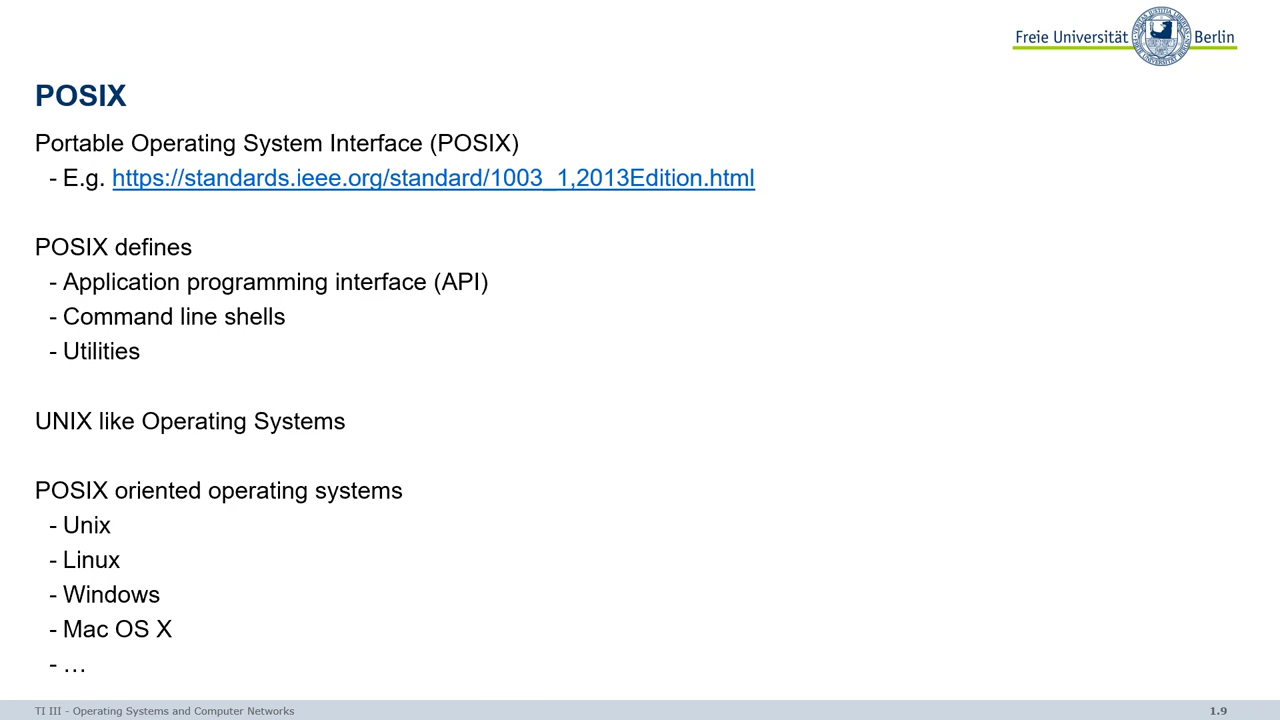 Freie Universität Berlin
POSIX
Portable Operating System Interface (POSIX)
- E.g. https://standards.ieee.org/standard/1003_1,2013Edition.html
POSIX defines
- Application programming interface (API)
- Command line shells
- Utilities
UNIX like Operating Systems
POSIX oriented operating systems
- Unix
- Linux
- Windows
- Mac OS X
- …
TI III - Operating Systems and Computer Networks
1.9